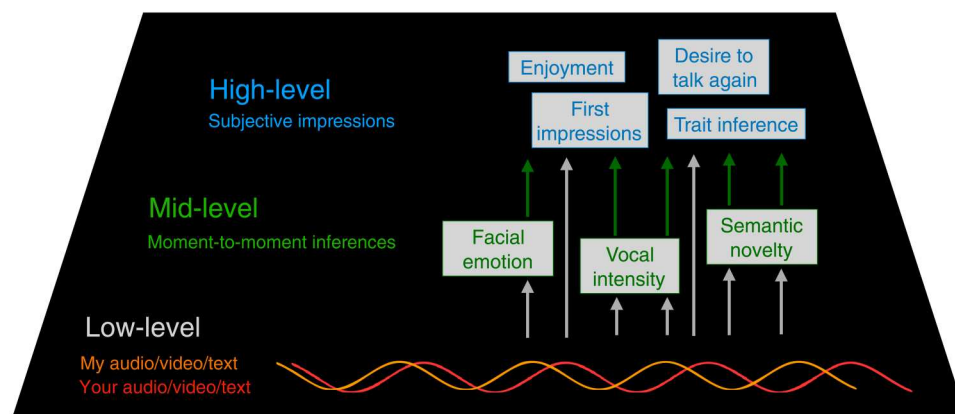 High-level
Subjective impressions
Enjoyment
First
impressions
Desire to
talk again
Trait inference
Mid-level
Moment-to-moment inferences
Facial
emotion
Vocal
intensity
Semantic
novelty
Low-level
My audio/video/text
Your audio/video/text